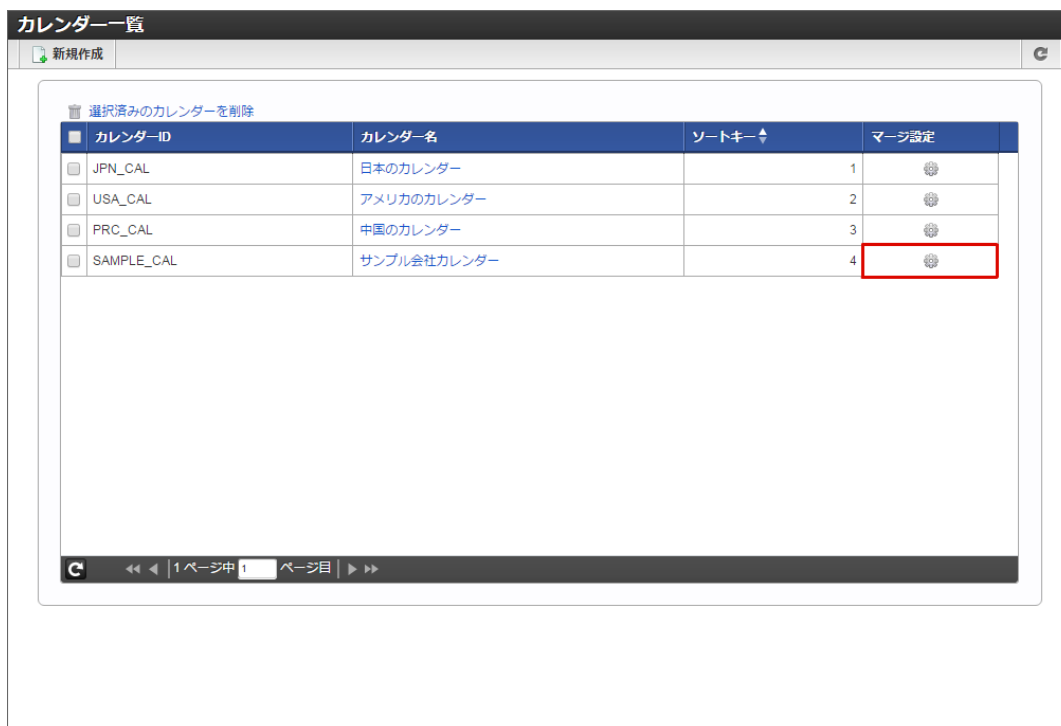 カレンダー一覧
新規作成
選択済みのカレンダーを削除
カレンダーID カレンダー名 ソートキー マージ設定
JPN_CAL 日本のカレンダー 1
USA_CAL アメリカのカレンダー 2
PRC_CAL 中国のカレンダー 3
SAMPLE_CAL サンプル会社カレンダー 4
1 ページ中 1 ページ目